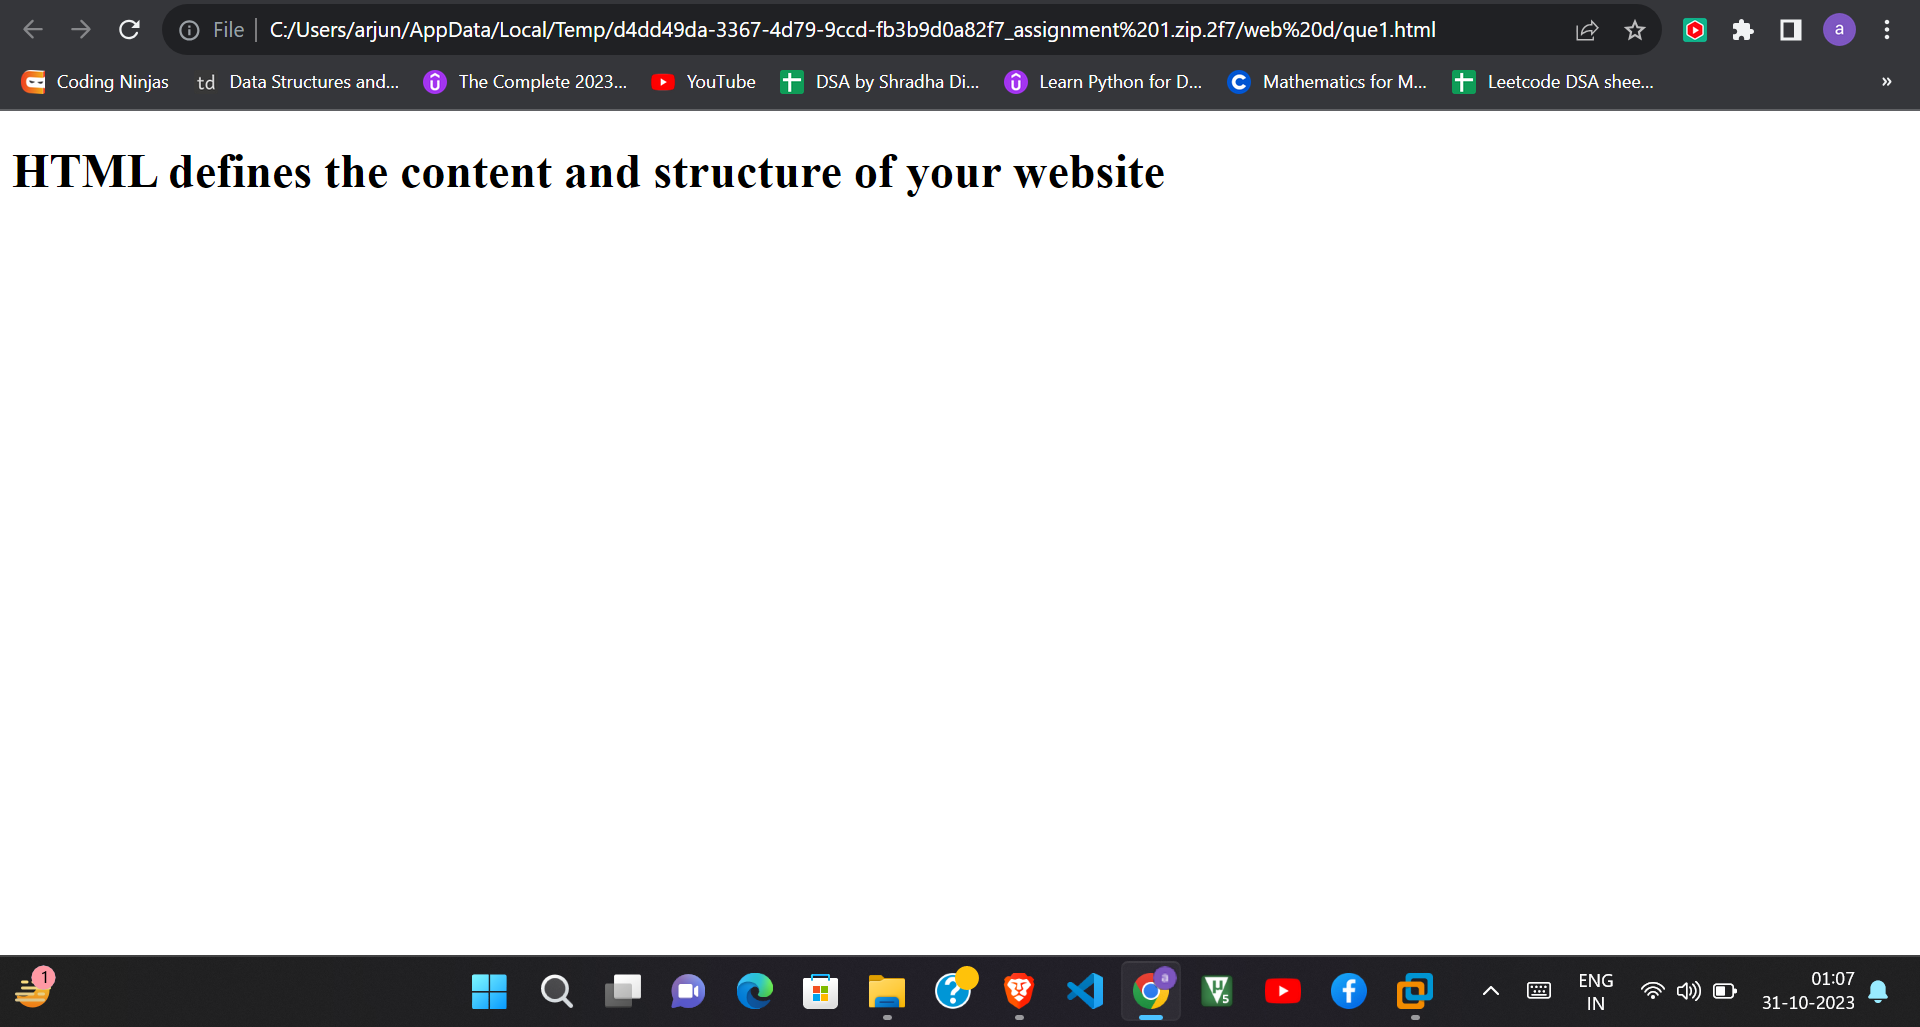 File C:/Users/arjun/AppData/Local/Temp/d4dd49da-3367-4d79-9ccd-fb3b9d0a82f7_assignment%201.zip.2f7/web%20d/que1.html a
Coding Ninjas td Data Structures and... û The Complete 2023... YouTube DSA by Shradha Di... û Learn Python for D... C Mathematics for M... Leetcode DSA shee... »
HTML defines the content and structure of your website
1 ? a µV5 f ENG 01:07
IN 31-10-2023